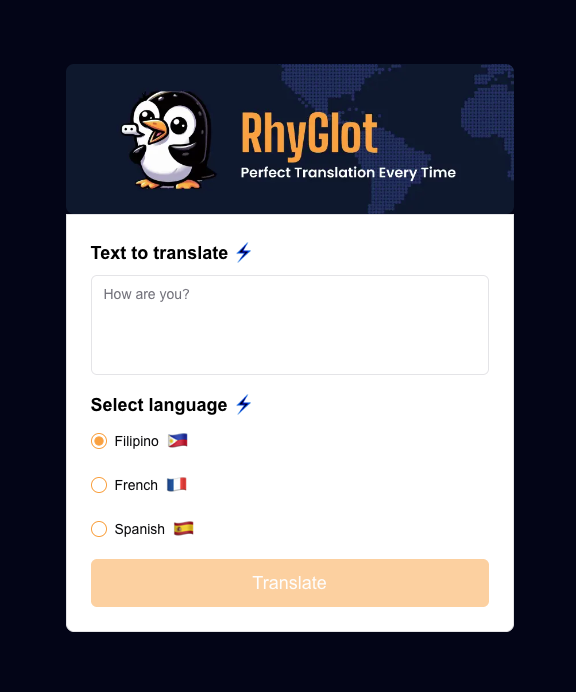 RhyGlot
Perfect Translation Every Time
Text to translate
How are you?
Select language
Filipino
French
Spanish
Translate